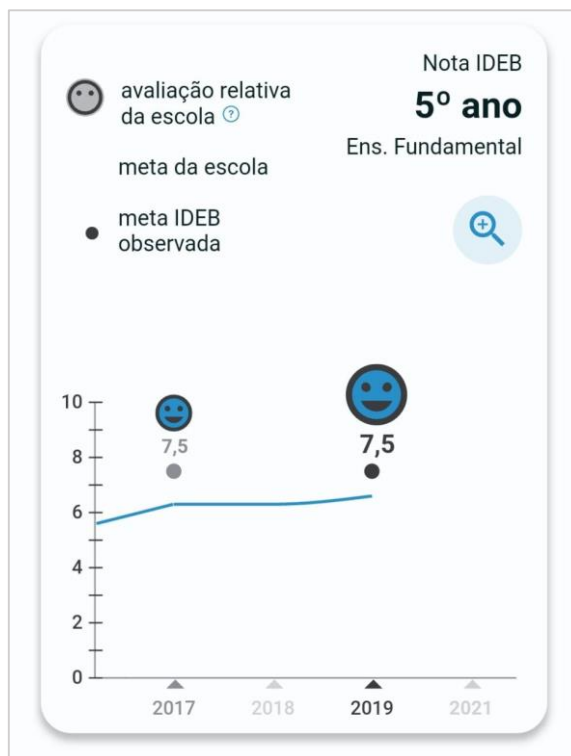 avaliação relativa
da escola ?
meta da escola
meta IDEB
observada
Nota IDEB
5º ano
Ens. Fundamental
10
8
6
4
2
0
7,5
7,5
2017
2018
2019
2021